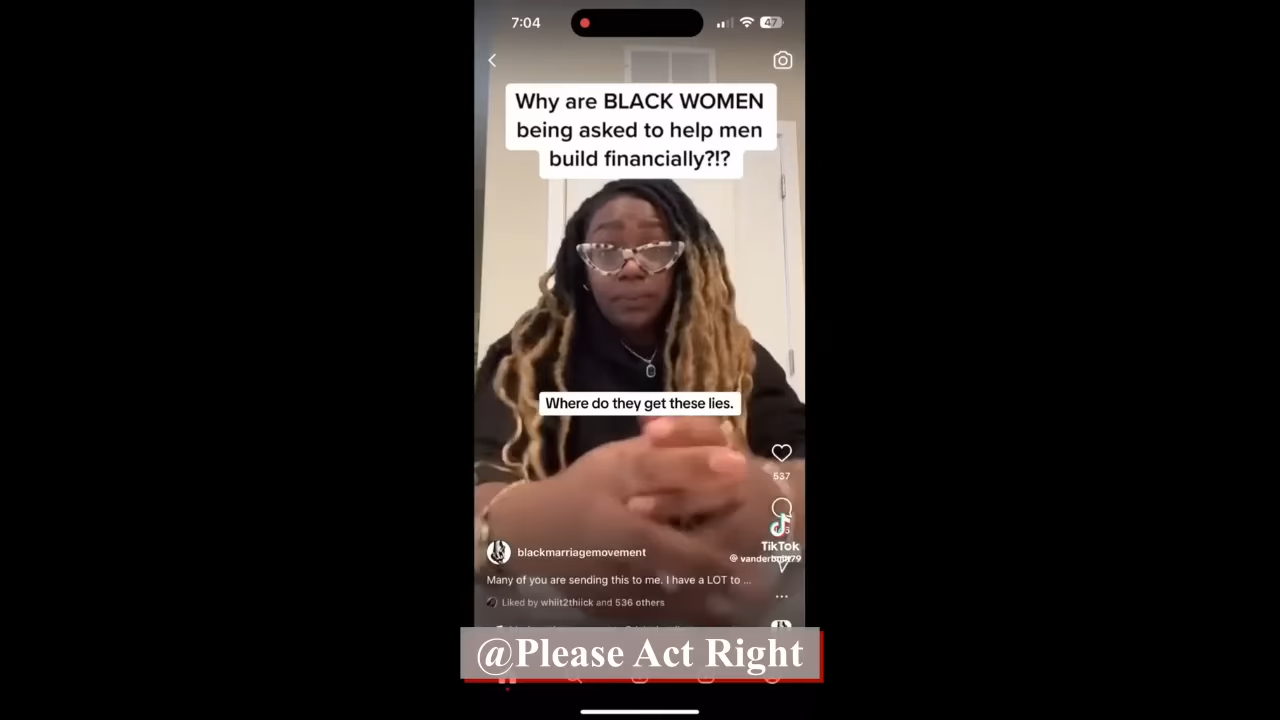 7:04
47
Why are BLACK WOMEN
being asked to help men
build financially?!?
Where do they get these lies.
537
TikTok
@ vanderbuilt79
blackmarriagemovement
Many of you are sending this to me. I have a LOT to ...
Liked by whiit2thiick and 536 others
@Please Act Right